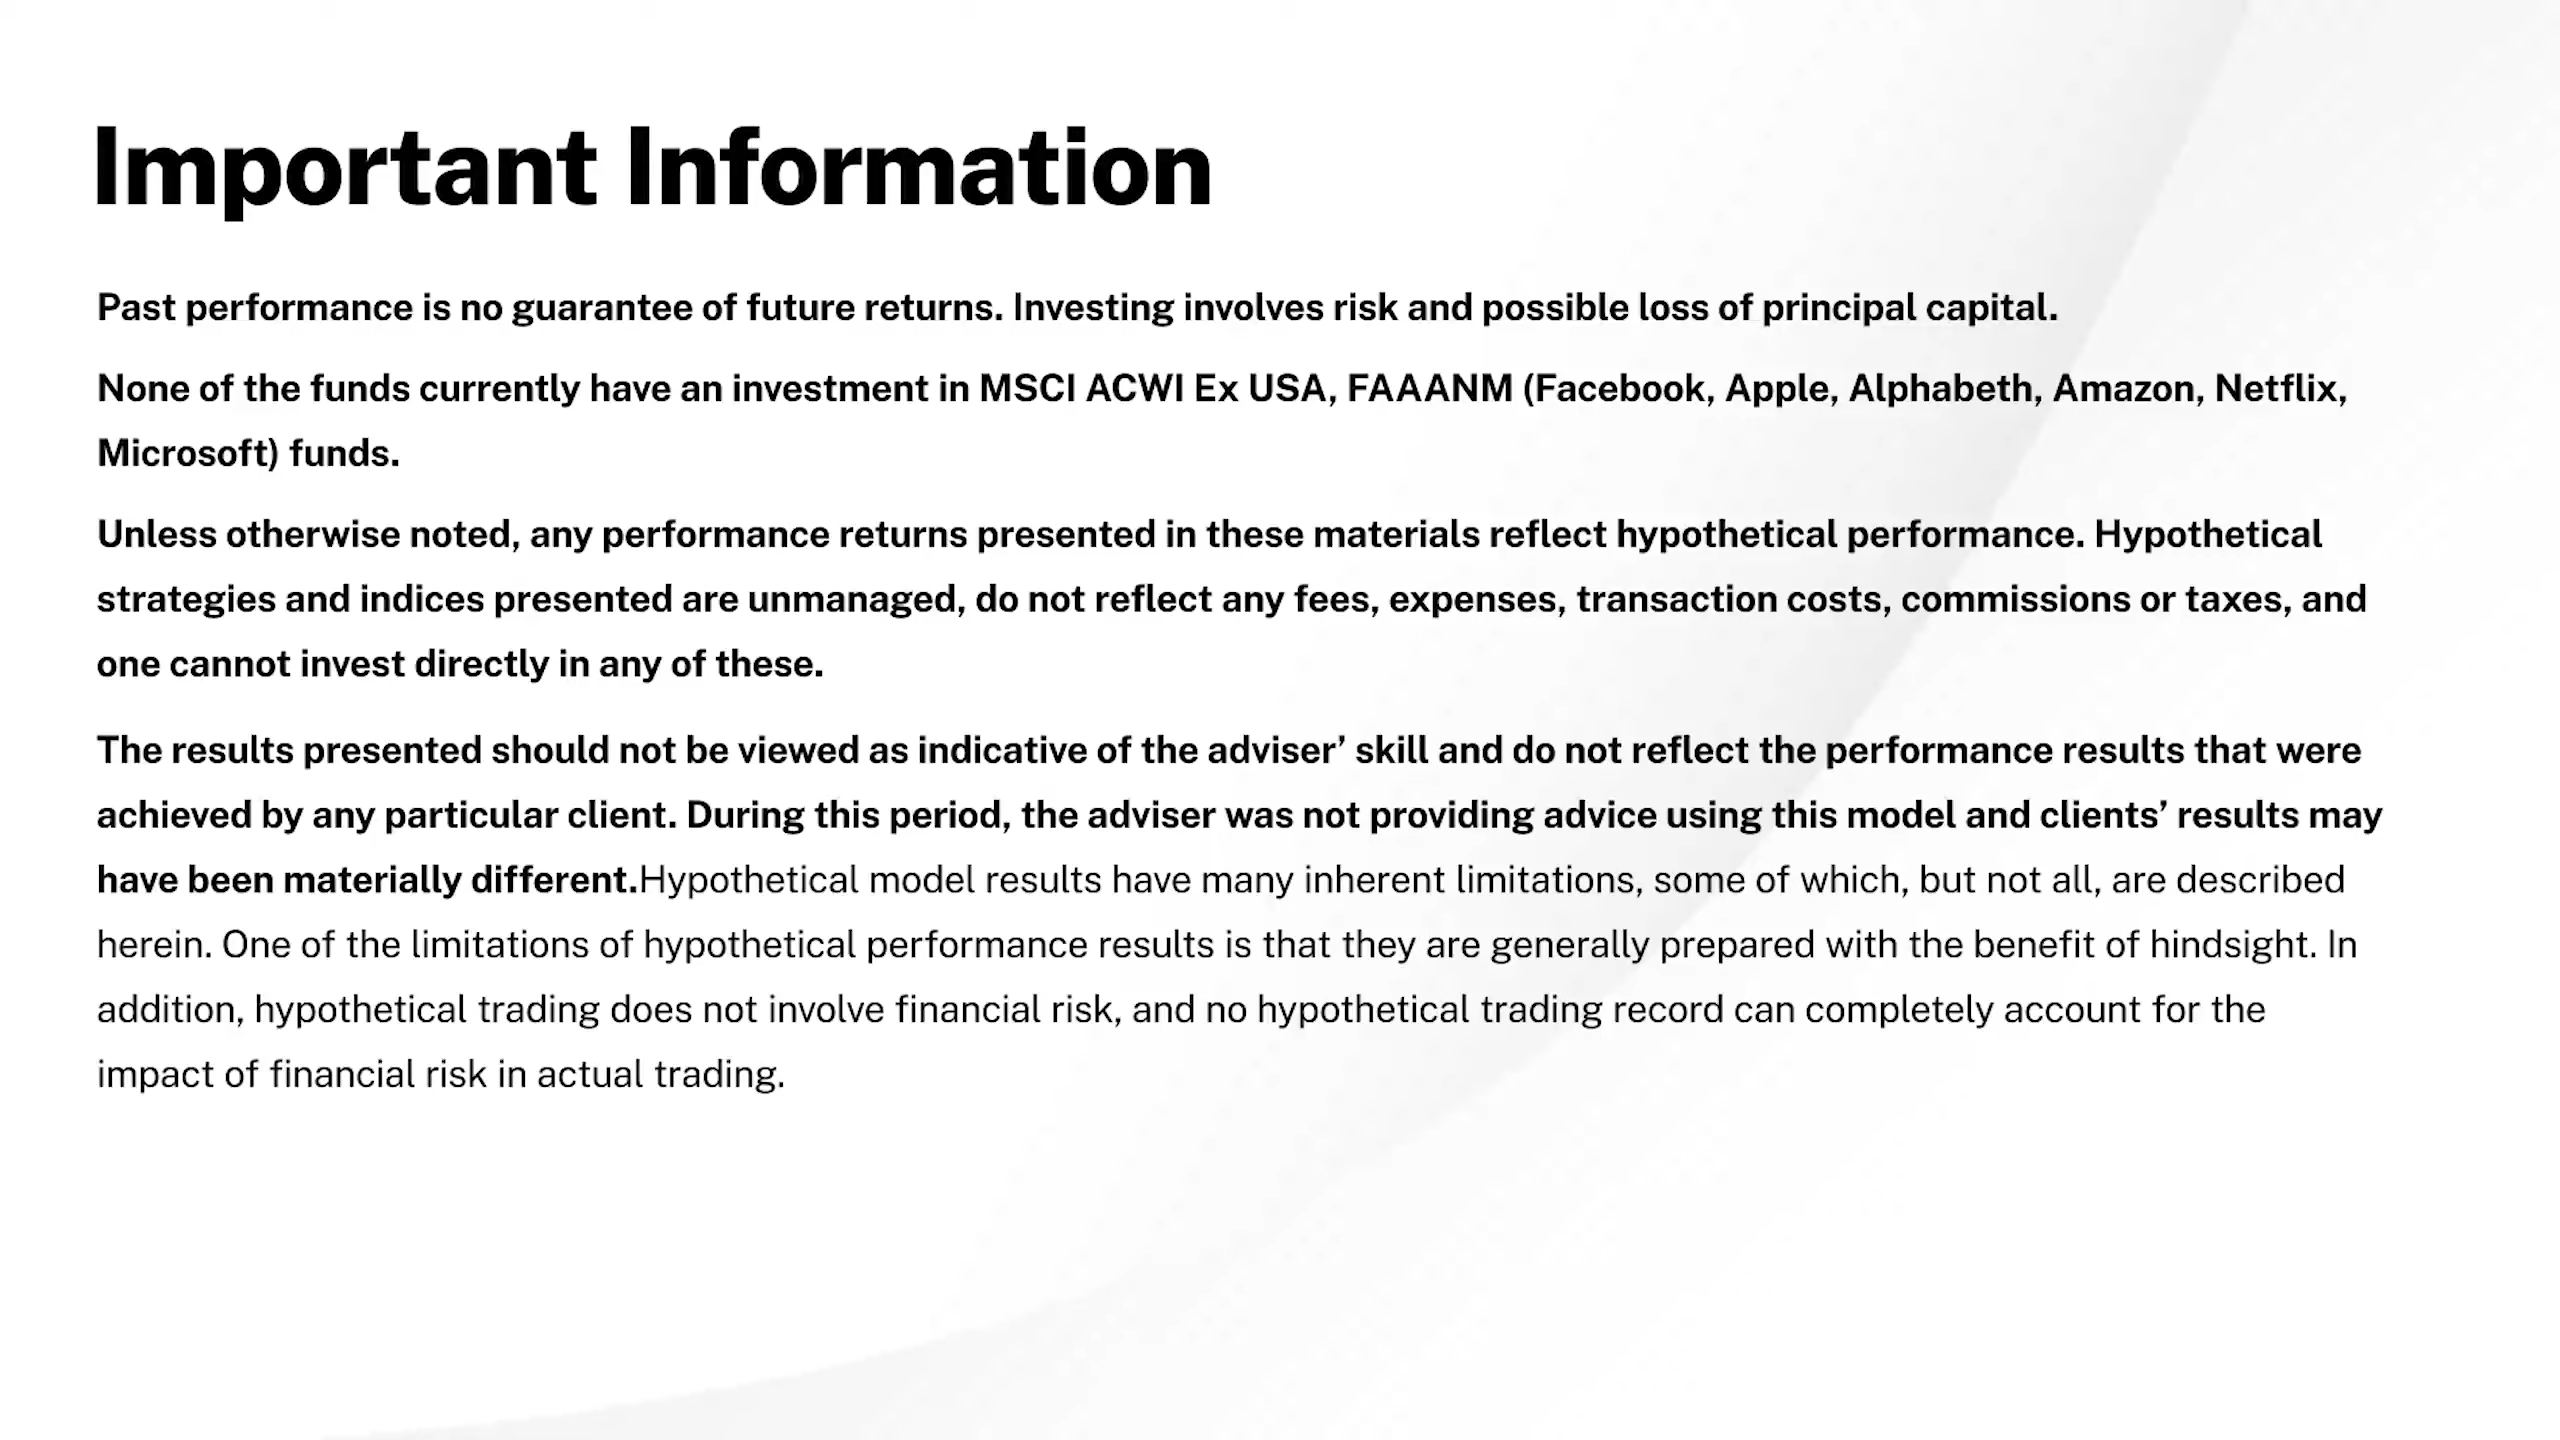 Important Information
Past performance is no guarantee of future returns. Investing involves risk and possible loss of principal capital.
None of the funds currently have an investment in MSCI ACWI Ex USA, FAAANM (Facebook, Apple, Alphabeth, Amazon, Netflix,
Microsoft) funds.
Unless otherwise noted, any performance returns presented in these materials reflect hypothetical performance. Hypothetical
strategies and indices presented are unmanaged, do not reflect any fees, expenses, transaction costs, commissions or taxes, and
one cannot invest directly in any of these.
The results presented should not be viewed as indicative of the adviser’ skill and do not reflect the performance results that were
achieved by any particular client. During this period, the adviser was not providing advice using this model and clients’ results may
have been materially different.Hypothetical model results have many inherent limitations, some of which, but not all, are described
herein. One of the limitations of hypothetical performance results is that they are generally prepared with the benefit of hindsight. In
addition, hypothetical trading does not involve financial risk, and no hypothetical trading record can completely account for the
impact of financial risk in actual trading.